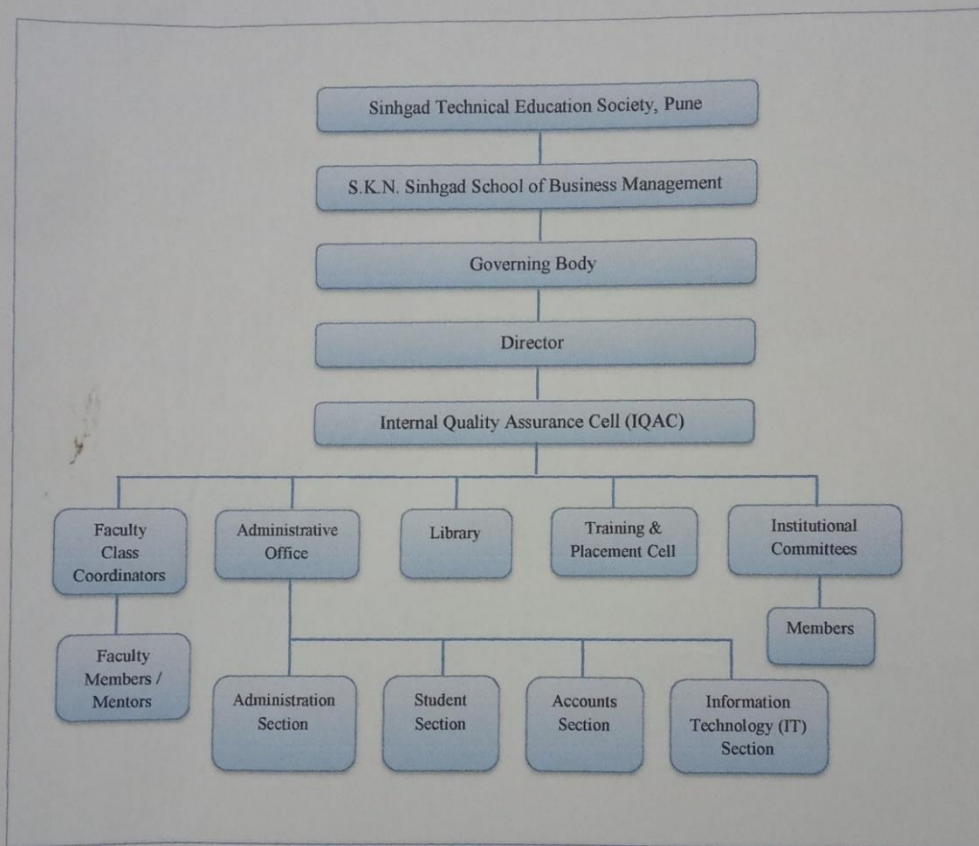 Sinhgad Technical Education Society, Pune
S.K.N. Sinhgad School of Business Management
Governing Body
Director
Internal Quality Assurance Cell (IQAC)
Faculty
Class
Coordinators
Administrative
Office
Library
Training &
Placement Cell
Institutional
Committees
Faculty
Members /
Mentors
Members
Administration
Section
Student
Section
Accounts
Section
Information
Technology (IT)
Section